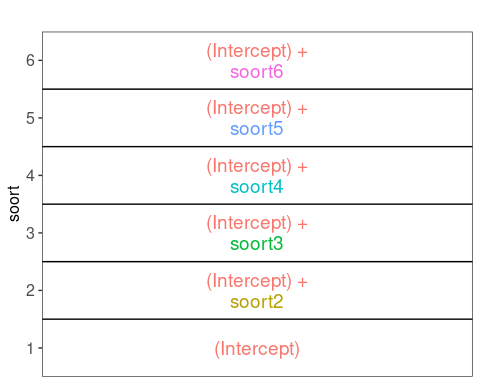 6
(Intercept) +
soort6
5
(Intercept) +
soort5
4
(Intercept) +
soort4
soort
3
(Intercept) +
soort3
2
(Intercept) +
soort2
1
(Intercept)